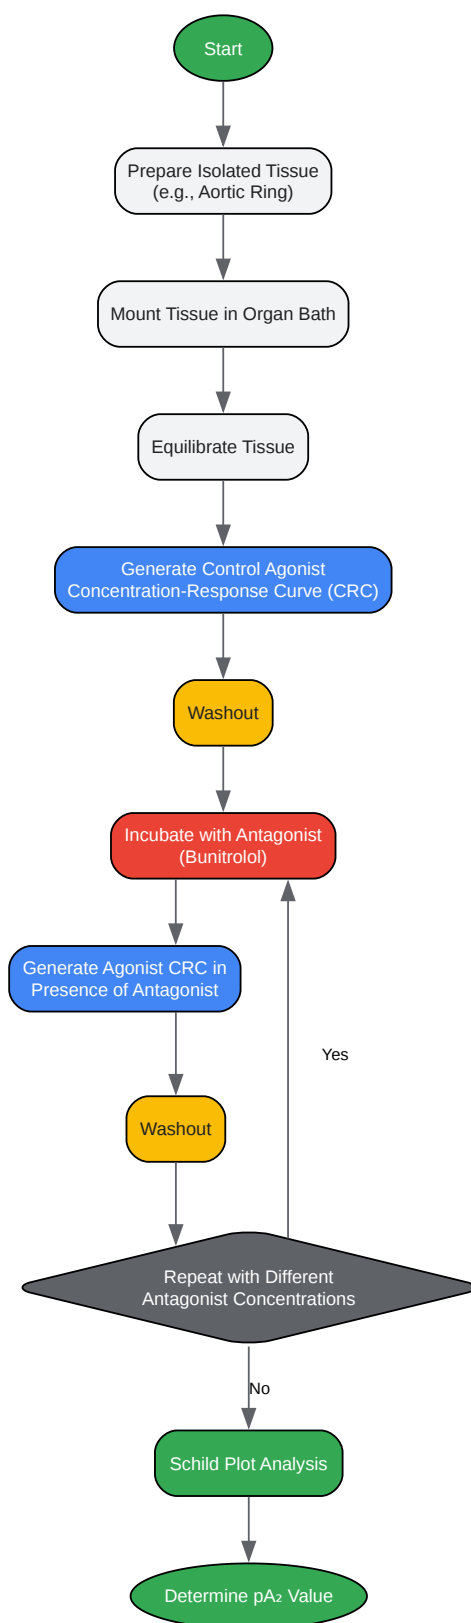 Start
Prepare Isolated Tissue
(e.g., Aortic Ring)
Mount Tissue in Organ Bath
Equilibrate Tissue
Generate Control Agonist
Concentration-Response Curve (CRC)
Washout
Incubate with Antagonist
(Bunitrolol)
Generate Agonist CRC in
Presence of Antagonist
Yes
Washout
Repeat with Different
Antagonist Concentrations
No
Schild Plot Analysis
Determine pA₂ Value